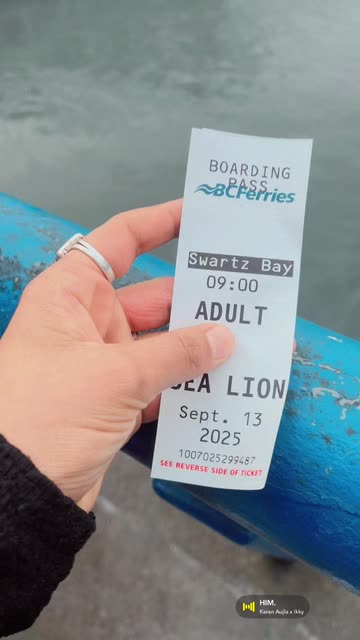 BOARDING
PASS
BCFerries
Swartz Bay
09:00
ADULT
SEA LION
Sept. 13
2025
1007025299487
SEE REVERSE SIDE OF TICKET
HIM.
Karan Aujla x Ikky